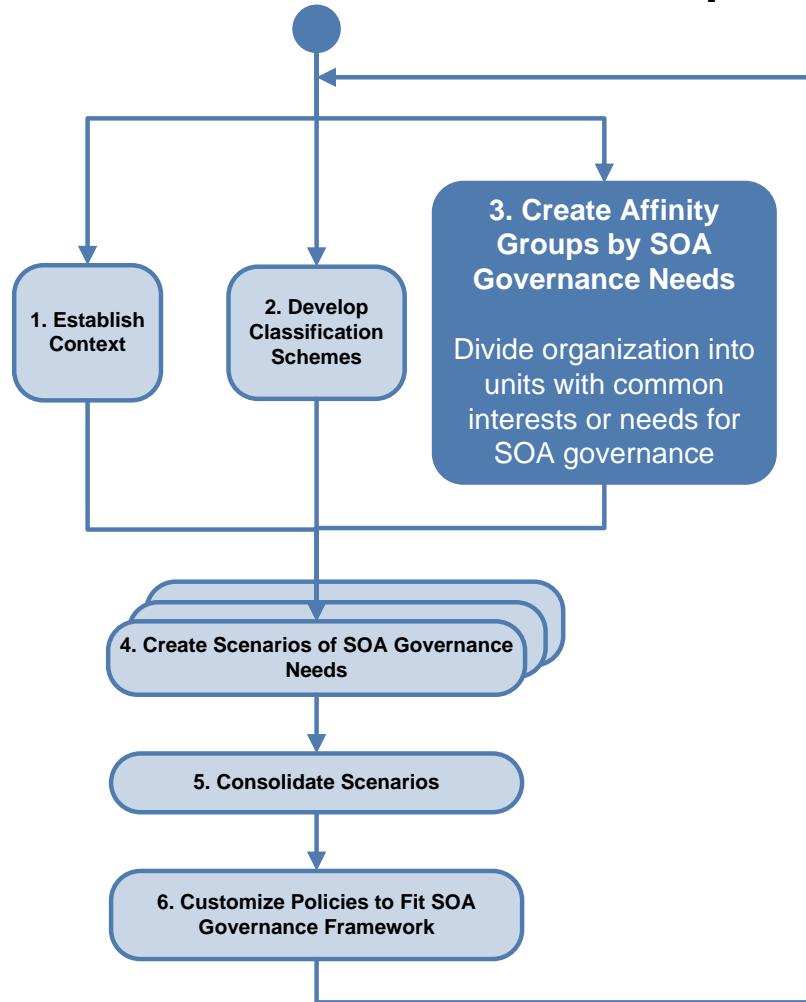 1. Establish
Context
2. Develop
Classification
Schemes
3. Create Affinity
Groups by SOA
Governance Needs
Divide organization into
units with common
interests or needs for
SOA governance
4. Create Scenarios of SOA Governance
Needs
5. Consolidate Scenarios
6. Customize Policies to Fit SOA
Governance Framework